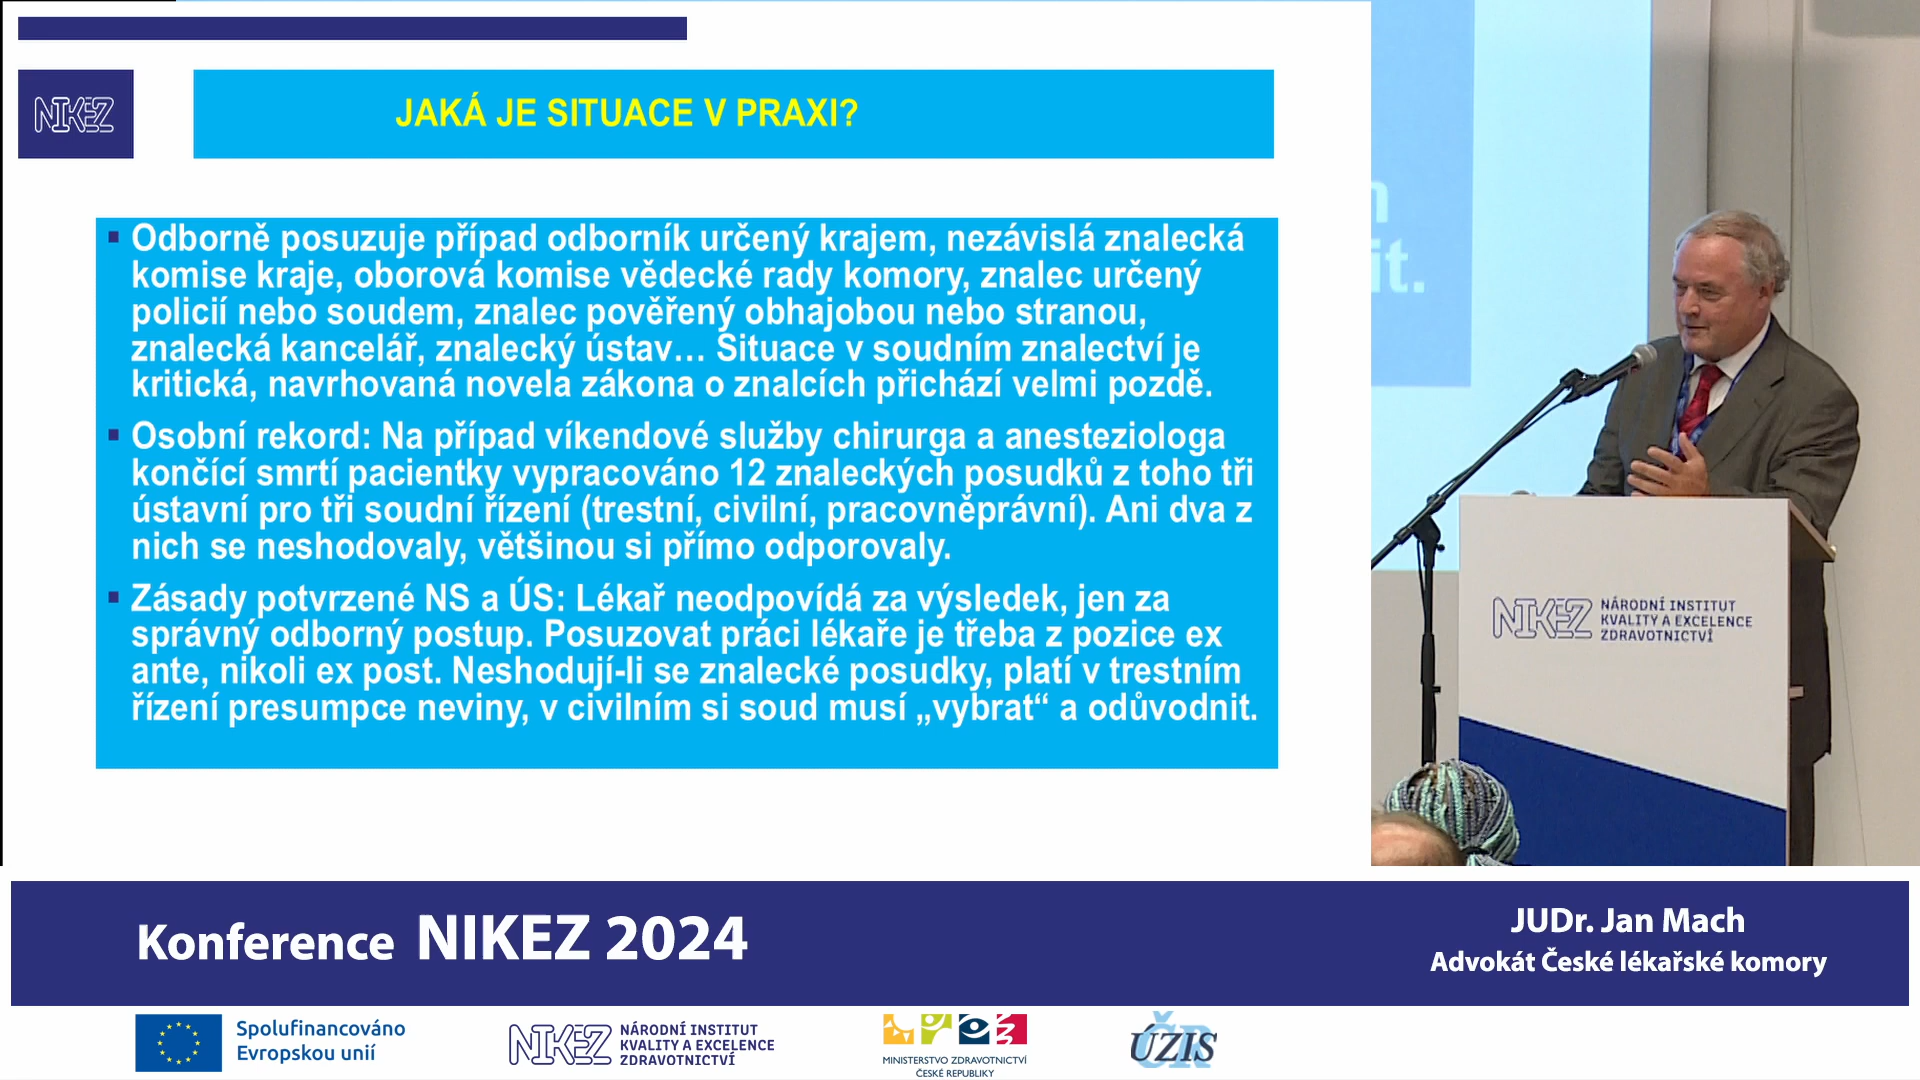 NIKEZ
JAKÁ JE SITUACE V PRAXI?
Odborně posuzuje případ odborník určený krajem, nezávislá znalecká
komise kraje, oborová komise vědecké rady komory, znalec určený
policií nebo soudem, znalec pověřený obhajobou nebo stranou,
znalecká kancelář, znalecký ústav… Situace v soudním znalectví je
kritická, navrhovaná novela zákona o znalcích přichází velmi pozdě.
Osobní rekord: Na případ víkendové služby chirurga a anesteziologa
končící smrtí pacientky vypracováno 12 znaleckých posudků z toho tři
ústavní pro tři soudní řízení (trestní, civilní, pracovněprávní). Ani dva z
nich se neshodovaly, většinou si přímo odporovaly.
Zásady potvrzené NS a ÚS: Lékař neodpovídá za výsledek, jen za
správný odborný postup. Posuzovat práci lékaře je třeba z pozice ex
ante, nikoli ex post. Neshodují-li se znalecké posudky, platí v trestním
řízení presumpce neviny, v civilním si soud musí „vybrat“ a odůvodnit.
it.
NIKEZ
NÁRODNÍ INSTITUT
KVALITY A EXCELENCE
ZDRAVOTNICTVÍ
Konference NIKEZ 2024
JUDr. Jan Mach
Advokát České lékařské komory
Spolufinancováno
Evropskou unií
NIKEZ
NÁRODNÍ INSTITUT
KVALITY A EXCELENCE
ZDRAVOTNICTVÍ
MINISTERSTVO ZDRAVOTNICTVÍ
ČESKÉ REPUBLIKY
ÚZIS
ČR